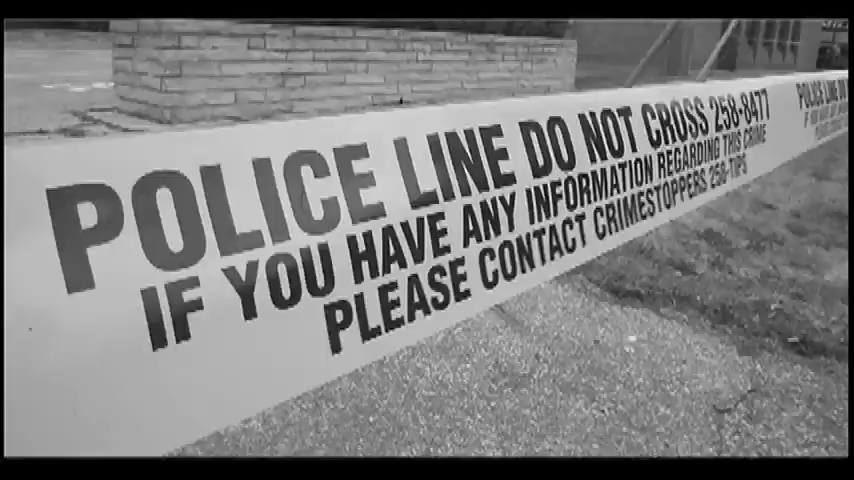 POLICE LINE DO NOT CROSS 258-8477
IF YOU HAVE ANY INFORMATION REGARDING THIS CRIME
PLEASE CONTACT CRIMESTOPPERS 258-TIPS
POLICE LINE